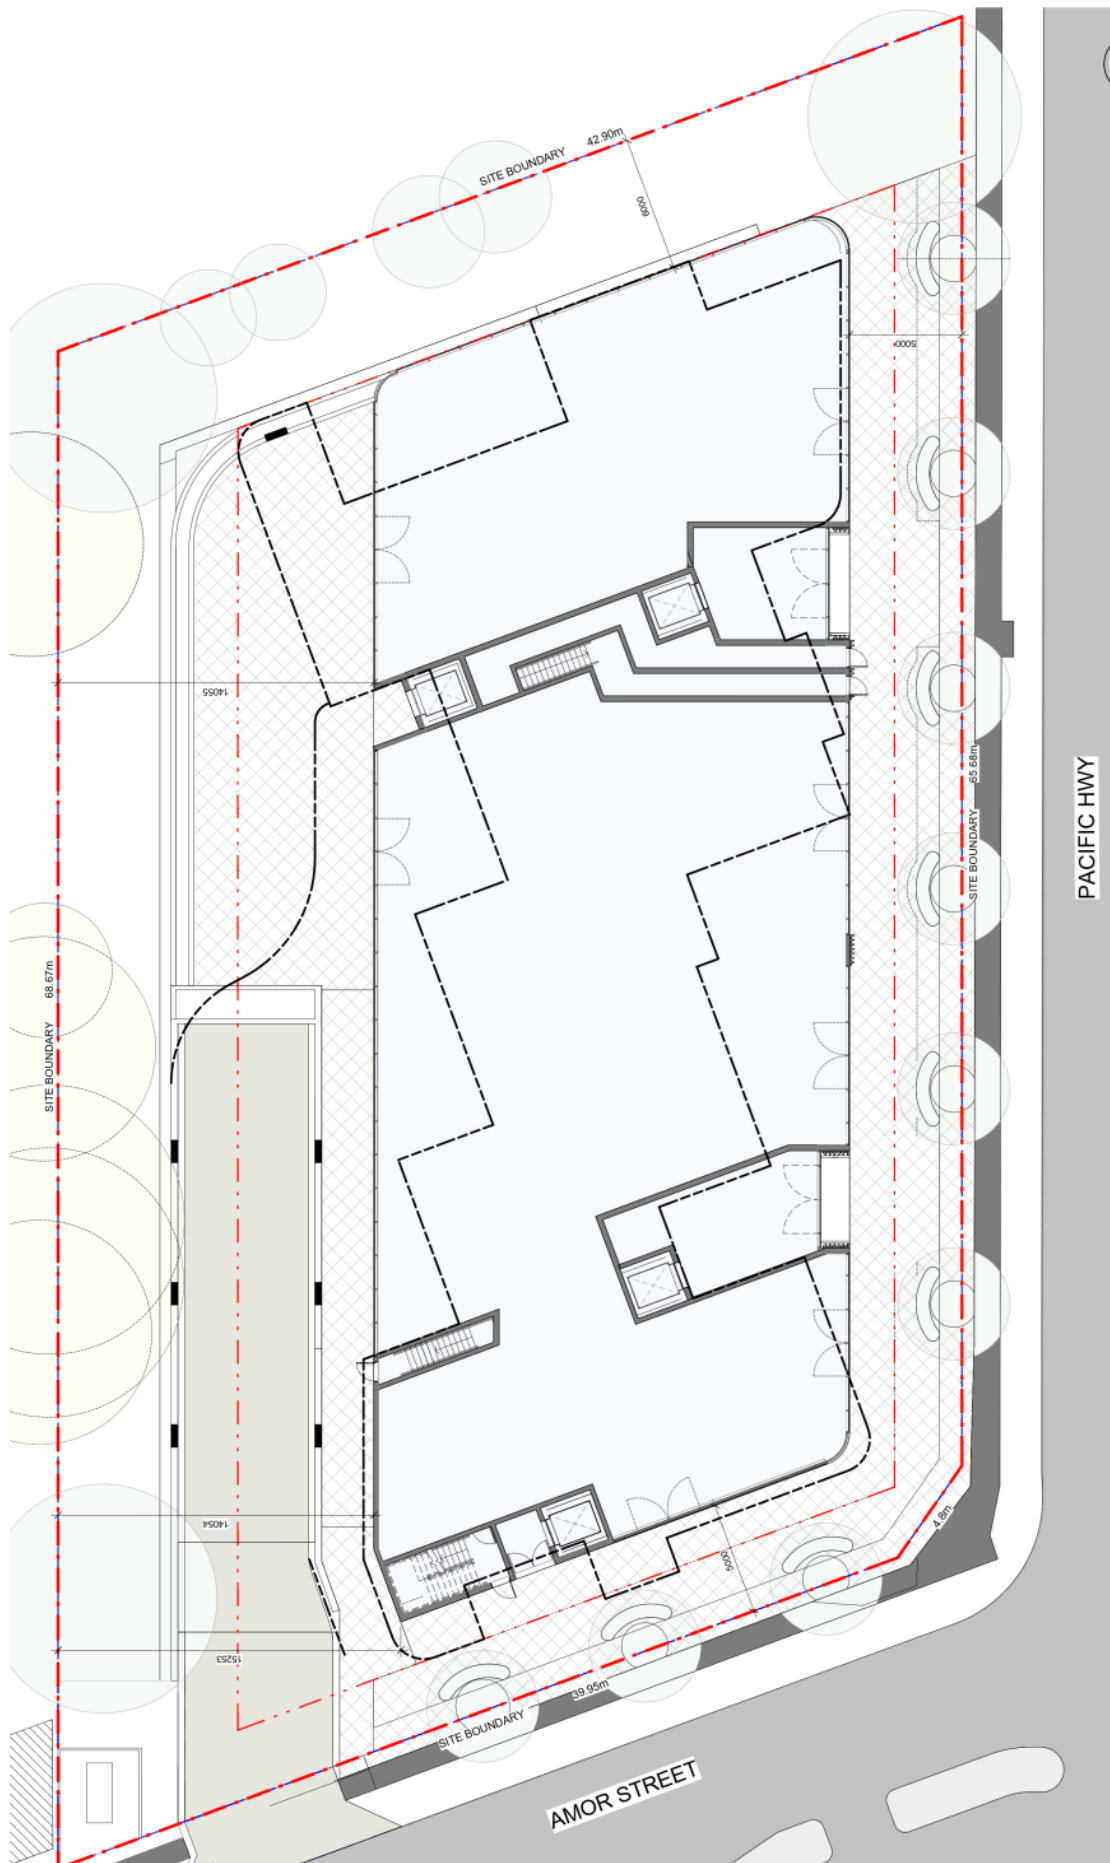 SITE BOUNDARY 42.90m
6000
5000
14055
SITE BOUNDARY 65.68m
PACIFIC HWY
SITE BOUNDARY 68.67m
14054
5000
4.8m
15253
SITE BOUNDARY 39.95m
AMOR STREET